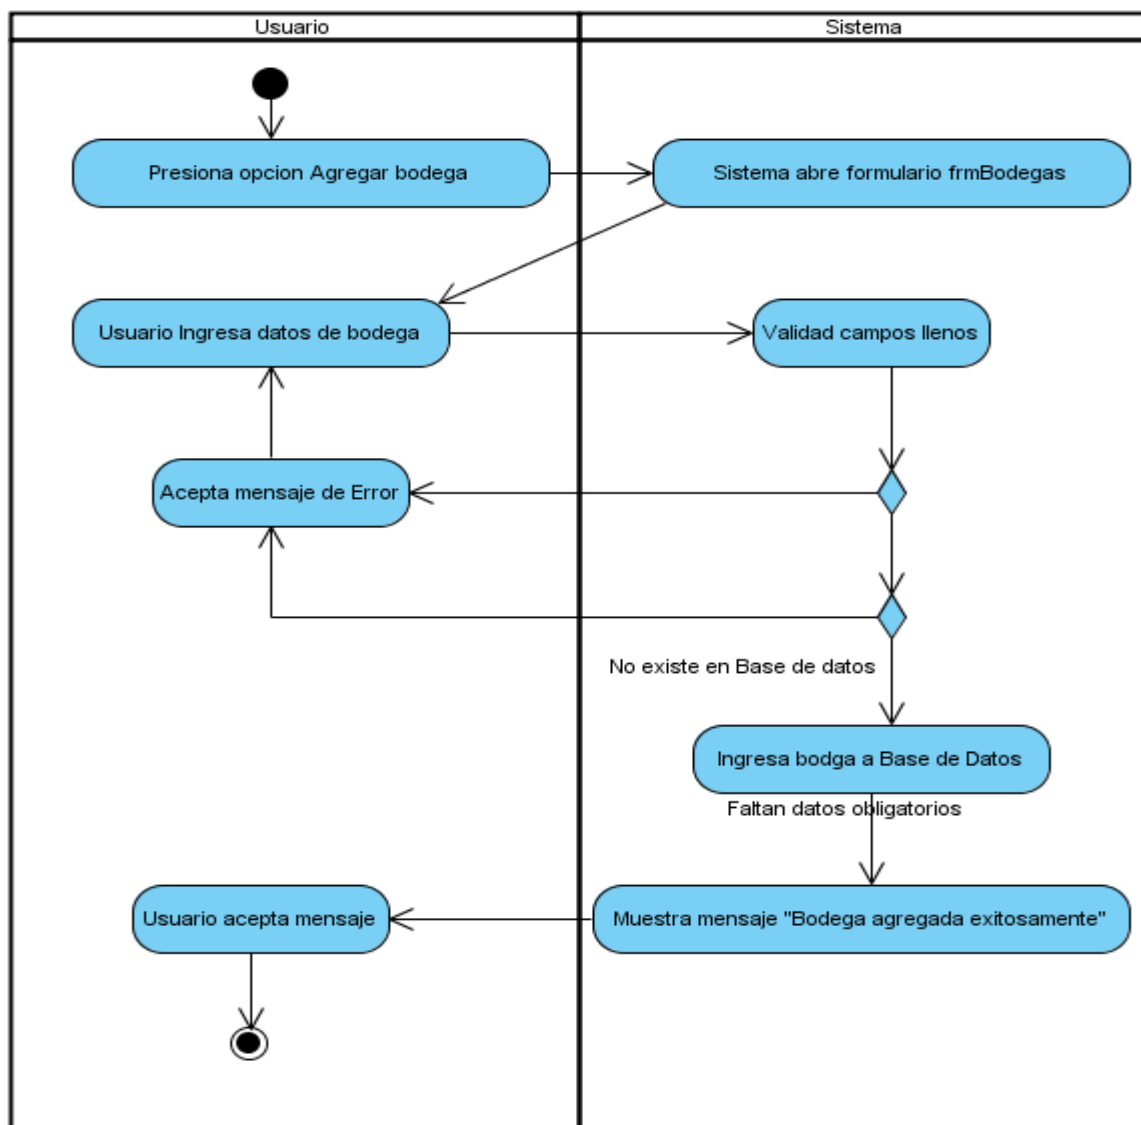 Usuario
Sistema
Presiona opcion Agregar bodega
Sistema abre formulario frmBodegas
Usuario Ingresa datos de bodega
Validad campos llenos
Acepta mensaje de Error
No existe en Base de datos
Ingresa bodga a Base de Datos
Faltan datos obligatorios
Usuario acepta mensaje
Muestra mensaje "Bodega agregada exitosamente"